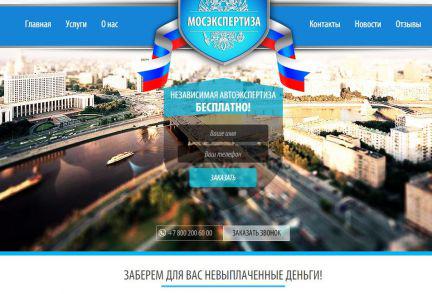 МОСЭКСПЕРТИЗА
Главная Услуги О нас Контакты Новости Отзывы
НЕЗАВИСИМАЯ АВТОЭКСПЕРТИЗА
БЕСПЛАТНО!
Ваше имя
Ваш телефон
ЗАКАЗАТЬ
+7 800 200 60 00 ЗАКАЗАТЬ ЗВОНОК
ЗАБЕРЕМ ДЛЯ ВАС НЕВЫПЛАЧЕННЫЕ ДЕНЬГИ!